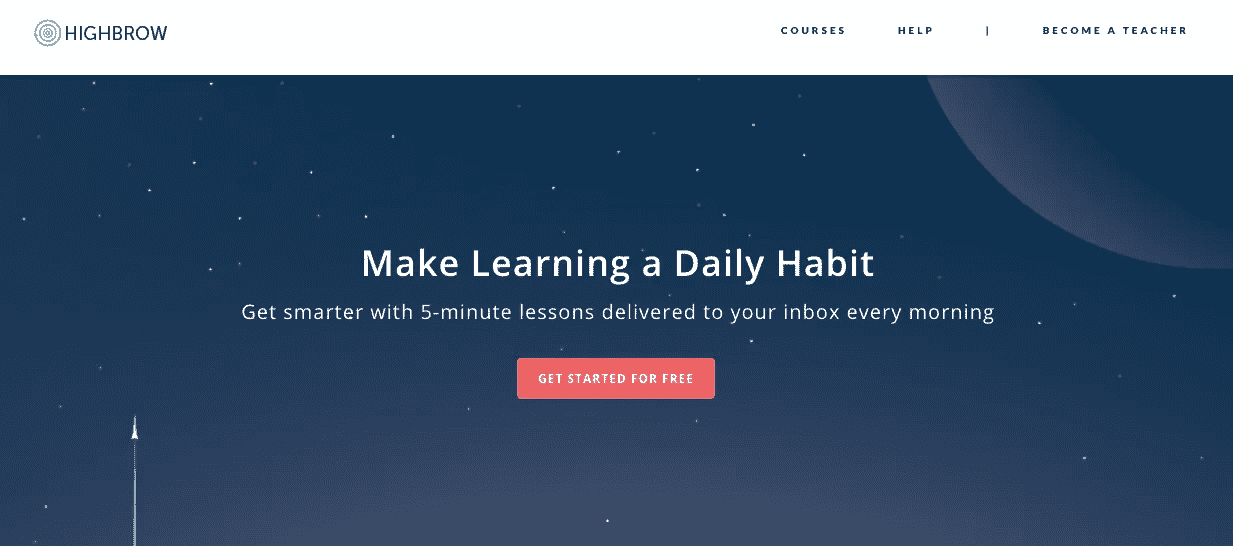 HIGHBROW
COURSES HELP | BECOME A TEACHER
Make Learning a Daily Habit
Get smarter with 5-minute lessons delivered to your inbox every morning
GET STARTED FOR FREE